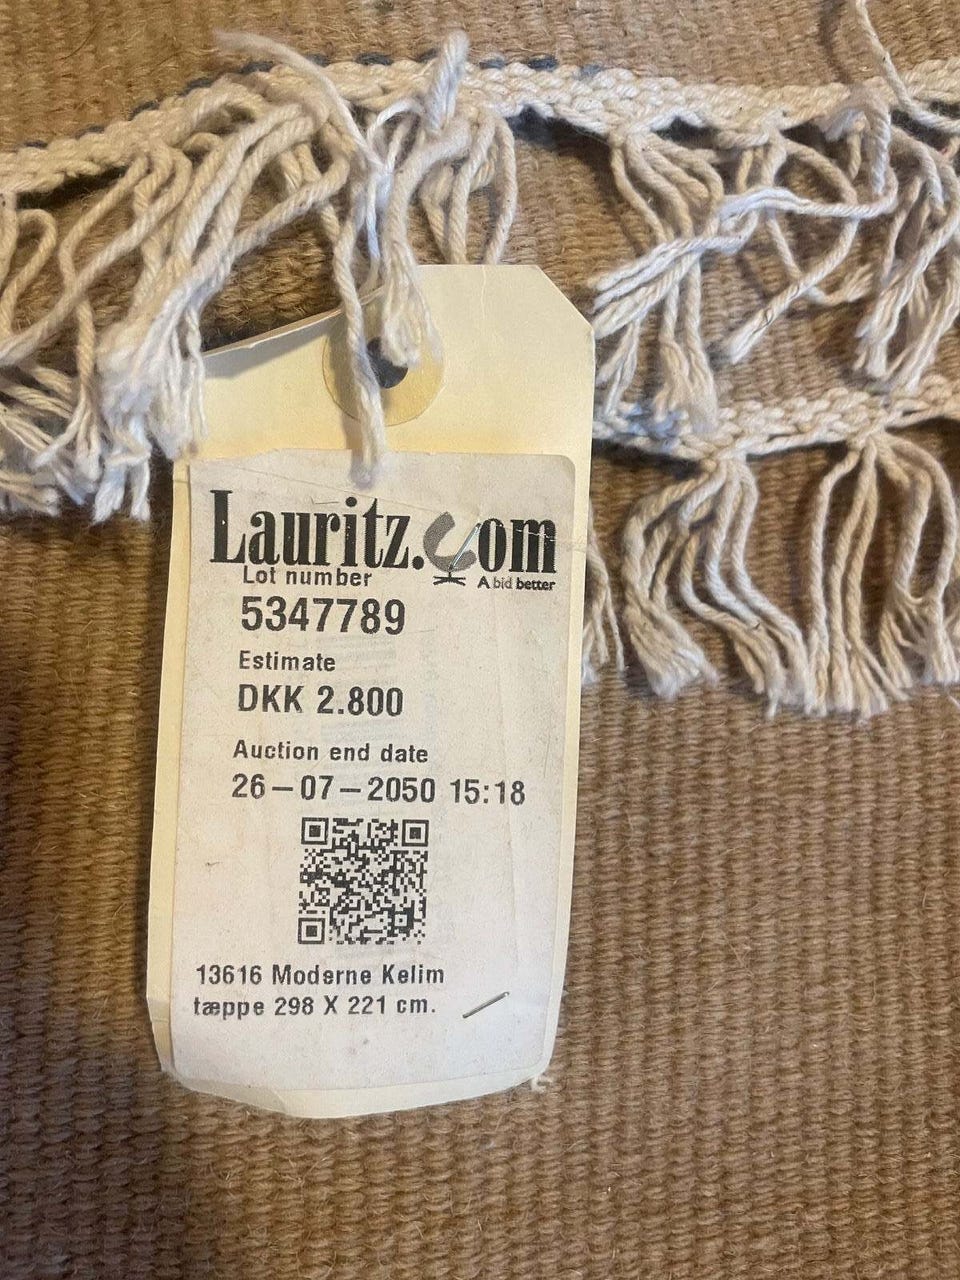 Lauritz.com
A bid better
Lot number
5347789
Estimate
DKK 2.800
Auction end date
26-07-2050 15:18
13616 Moderne Kelim
tæppe 298 X 221 cm.